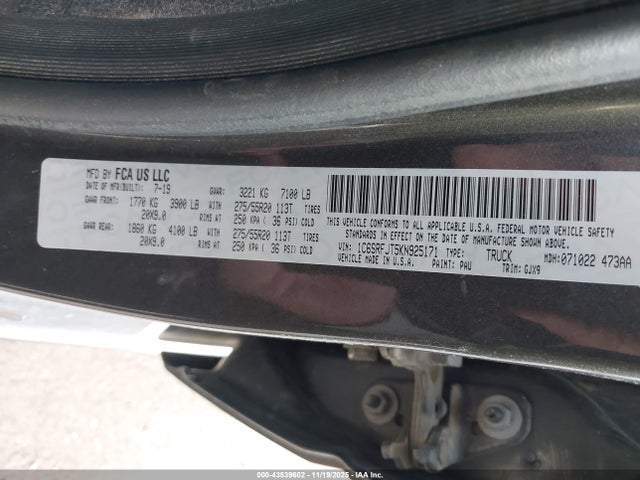 MFD BY FCA US LLC
DATE OF MFR(BUILT): 7-19 GVWR: 3221 KG 7100 LB
GAWR FRONT: 1770 KG 3900 LB WITH 275/55R20 113T TIRES
20X9.0 RIMS AT 250 KPA ( 36 PSI) COLD
GAWR REAR: 1860 KG 4100 LB WITH 275/55R20 113T TIRES
20X9.0 RIMS AT 250 KPA ( 36 PSI) COLD
THIS VEHICLE CONFORMS TO ALL APPLICABLE U.S.A. FEDERAL MOTOR VEHICLE SAFETY
STANDARDS IN EFFECT ON THE DATE OF MANUFACTURE SHOWN ABOVE.
VIN: 1C6SRFJT5KN925171 TYPE: TRUCK MDH: 071022 473AA
VEHICLE MADE IN U.S.A. PAINT: PAU TRIM: GJX9
000-43539602 - 11/19/2025 - WWW.IAAI.COM